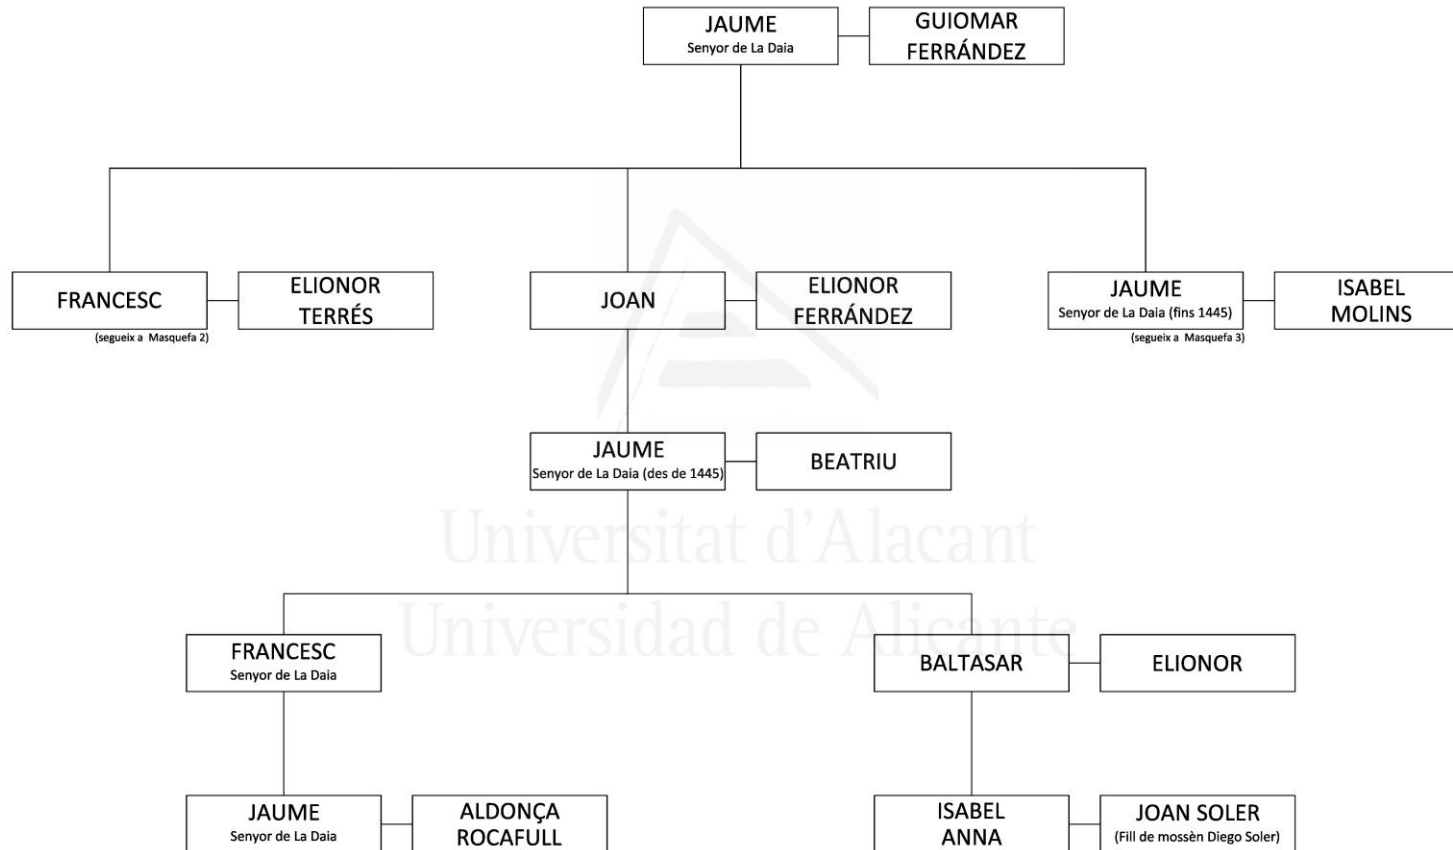 JAUME
Senyor de La Daia
GUIOMAR
FERRÁNDEZ
FRANCESC
(segueix a Masquefa 2)
ELIONOR
TERRÉS
JOAN
ELIONOR
FERRÁNDEZ
JAUME
Senyor de La Daia (fins 1445)
(segueix a Masquefa 3)
ISABEL
MOLINS
JAUME
Senyor de La Daia (des de 1445)
BEATRIU
Universitat d'Alacant
Universidad de Alicante
FRANCESC
Senyor de La Daia
BALTASAR
ELIONOR
JAUME
Senyor de La Daia
ALDONÇA
ROCAFULL
ISABEL
ANNA
JOAN SOLER
(Fill de mossèn Diego Soler)